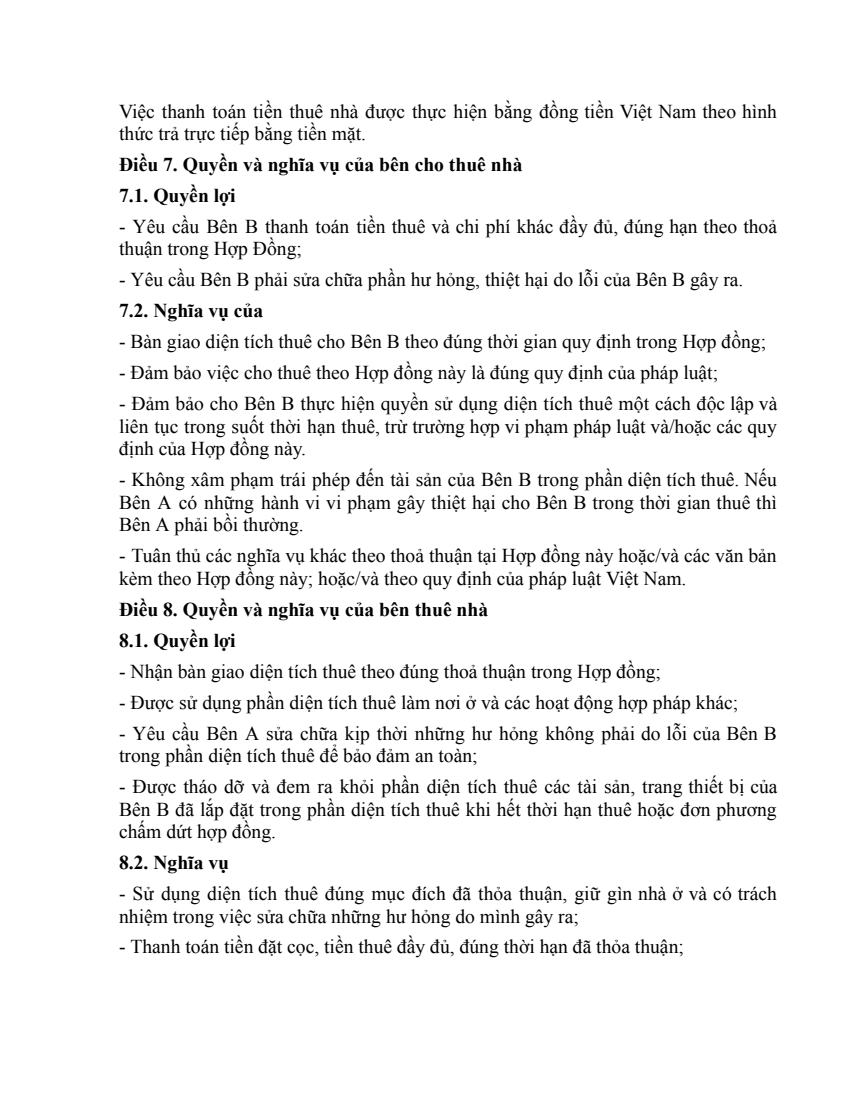 Việc thanh toán tiền thuê nhà được thực hiện bằng đồng tiền Việt Nam theo hình
thức trả trực tiếp bằng tiền mặt.
Điều 7. Quyền và nghĩa vụ của bên cho thuê nhà
7.1. Quyền lợi
- Yêu cầu Bên B thanh toán tiền thuê và chi phí khác đầy đủ, đúng hạn theo thoả
thuận trong Hợp Đồng;
- Yêu cầu Bên B phải sửa chữa phần hư hỏng, thiệt hại do lỗi của Bên B gây ra.
7.2. Nghĩa vụ của
- Bàn giao diện tích thuê cho Bên B theo đúng thời gian quy định trong Hợp đồng;
- Đảm bảo việc cho thuê theo Hợp đồng này là đúng quy định của pháp luật;
- Đảm bảo cho Bên B thực hiện quyền sử dụng diện tích thuê một cách độc lập và
liên tục trong suốt thời hạn thuê, trừ trường hợp vi phạm pháp luật và/hoặc các quy
định của Hợp đồng này.
- Không xâm phạm trái phép đến tài sản của Bên B trong phần diện tích thuê. Nếu
Bên A có những hành vi vi phạm gây thiệt hại cho Bên B trong thời gian thuê thì
Bên A phải bồi thường.
- Tuân thủ các nghĩa vụ khác theo thoả thuận tại Hợp đồng này hoặc/và các văn bản
kèm theo Hợp đồng này; hoặc/và theo quy định của pháp luật Việt Nam.
Điều 8. Quyền và nghĩa vụ của bên thuê nhà
8.1. Quyền lợi
- Nhận bàn giao diện tích thuê theo đúng thoả thuận trong Hợp đồng;
- Được sử dụng phần diện tích thuê làm nơi ở và các hoạt động hợp pháp khác;
- Yêu cầu Bên A sửa chữa kịp thời những hư hỏng không phải do lỗi của Bên B
trong phần diện tích thuê để bảo đảm an toàn;
- Được tháo dỡ và đem ra khỏi phần diện tích thuê các tài sản, trang thiết bị của
Bên B đã lắp đặt trong phần diện tích thuê khi hết thời hạn thuê hoặc đơn phương
chấm dứt hợp đồng.
8.2. Nghĩa vụ
- Sử dụng diện tích thuê đúng mục đích đã thỏa thuận, giữ gìn nhà ở và có trách
nhiệm trong việc sửa chữa những hư hỏng do mình gây ra;
- Thanh toán tiền đặt cọc, tiền thuê đầy đủ, đúng thời hạn đã thỏa thuận;